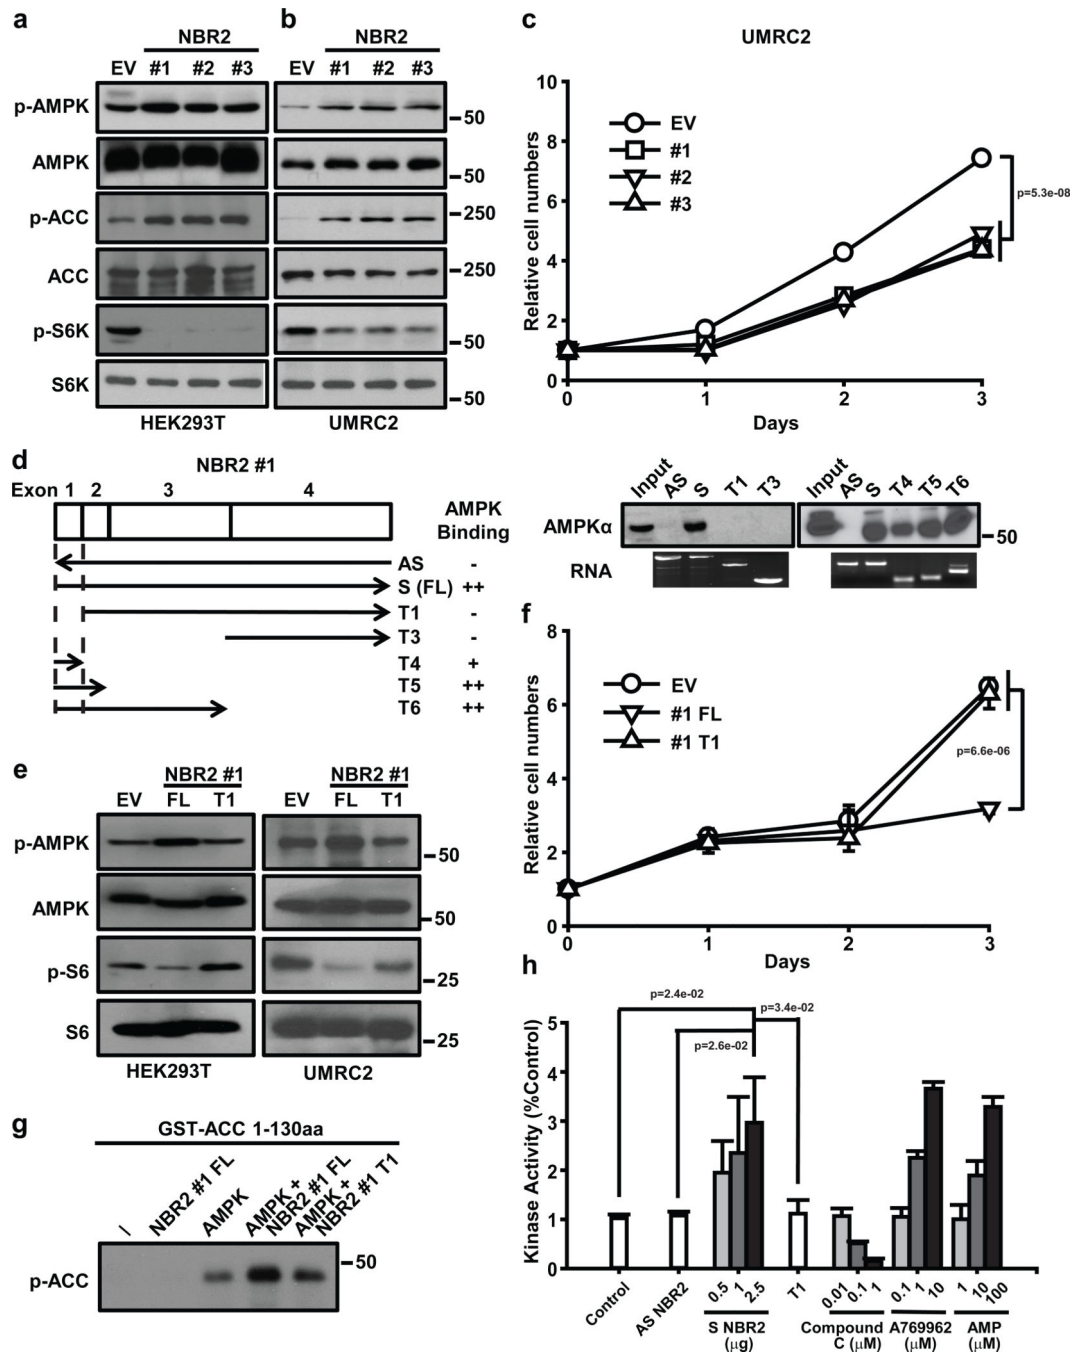 a
NBR2
EV #1 #2 #3
p-AMPK
AMPK
p-ACC
ACC
p-S6K
S6K
HEK293T
b
NBR2
EV #1 #2 #3
50
50
250
250
50
50
UMRC2
c
UMRC2
Relative cell numbers
10
8
6
4
2
0
EV
#1
#2
#3
p=5.3e-08
0 1 2 3
Days
d
NBR2 #1
Exon 1 2 3 4
AMPK
Binding
AS -
S (FL) ++
T1 -
T3 -
T4 +
T5 ++
T6 ++
Input AS S T1 T3
Input AS S T4 T5 T6
AMPKα
50
RNA
e
NBR2 #1
EV FL T1
NBR2 #1
EV FL T1
p-AMPK
50
AMPK
50
p-S6
25
S6
25
HEK293T
UMRC2
f
Relative cell numbers
8
6
4
2
0
EV
#1 FL
#1 T1
p=6.6e-06
0 1 2 3
Days
g
GST-ACC 1-130aa
-
NBR2 #1 FL
AMPK
AMPK +
NBR2 #1 FL
AMPK +
NBR2 #1 T1
p-ACC
50
h
Kinase Activity (%Control)
5
4
3
2
1
0
p=2.4e-02
p=3.4e-02
p=2.6e-02
Control
AS NBR2
0.5 1 2.5
S NBR2
(µg)
T1
0.01 0.1 1
Compound
C (µM)
0.1 1 10
A769962
(µM)
1 10 100
AMP
(µM)